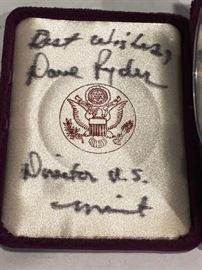 Best Wishes,
Dave Ryder
Director U.S.
Mint